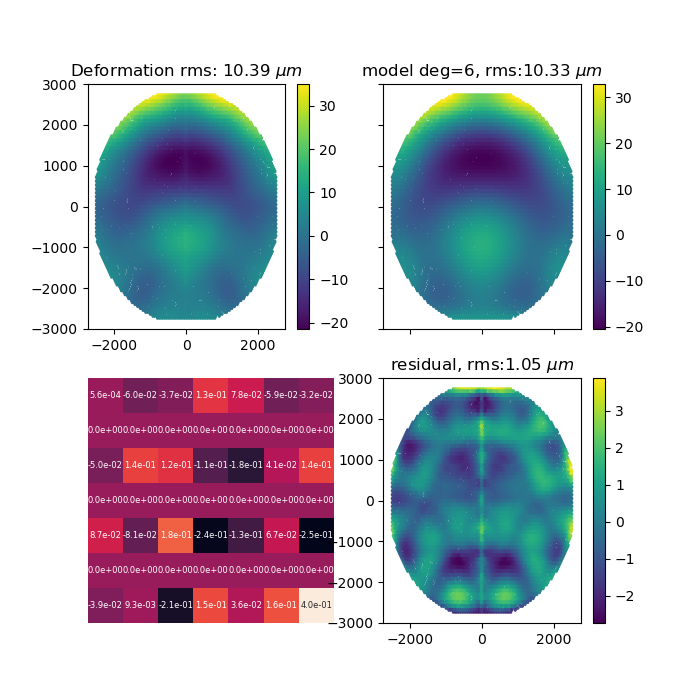 Deformation rms: 10.39 μm
model deg=6, rms:10.33 μm
3000
2000
1000
0
−1000
−2000
−3000
−2000 0 2000
30
20
10
0
−10
−20
30
20
10
0
−10
−20
residual, rms:1.05 μm
5.6e-04 -6.0e-02 -3.7e-02 1.3e-01 7.8e-02 -5.9e-02 -3.2e-02
0.0e+00 0.0e+00 0.0e+00 0.0e+00 0.0e+00 0.0e+00 0.0e+00
-5.0e-02 1.4e-01 1.2e-01 -1.1e-01 -1.8e-01 4.1e-02 1.4e-01
0.0e+00 0.0e+00 0.0e+00 0.0e+00 0.0e+00 0.0e+00 0.0e+00
8.7e-02 -8.1e-02 1.8e-01 -2.4e-01 -1.3e-01 6.7e-02 -2.5e-01
0.0e+00 0.0e+00 0.0e+00 0.0e+00 0.0e+00 0.0e+00 0.0e+00
-3.9e-02 9.3e-03 -2.1e-01 1.5e-01 3.6e-02 1.6e-01 4.0e-01
3000
2000
1000
0
−1000
−2000
−3000
−2000 0 2000
3
2
1
0
−1
−2